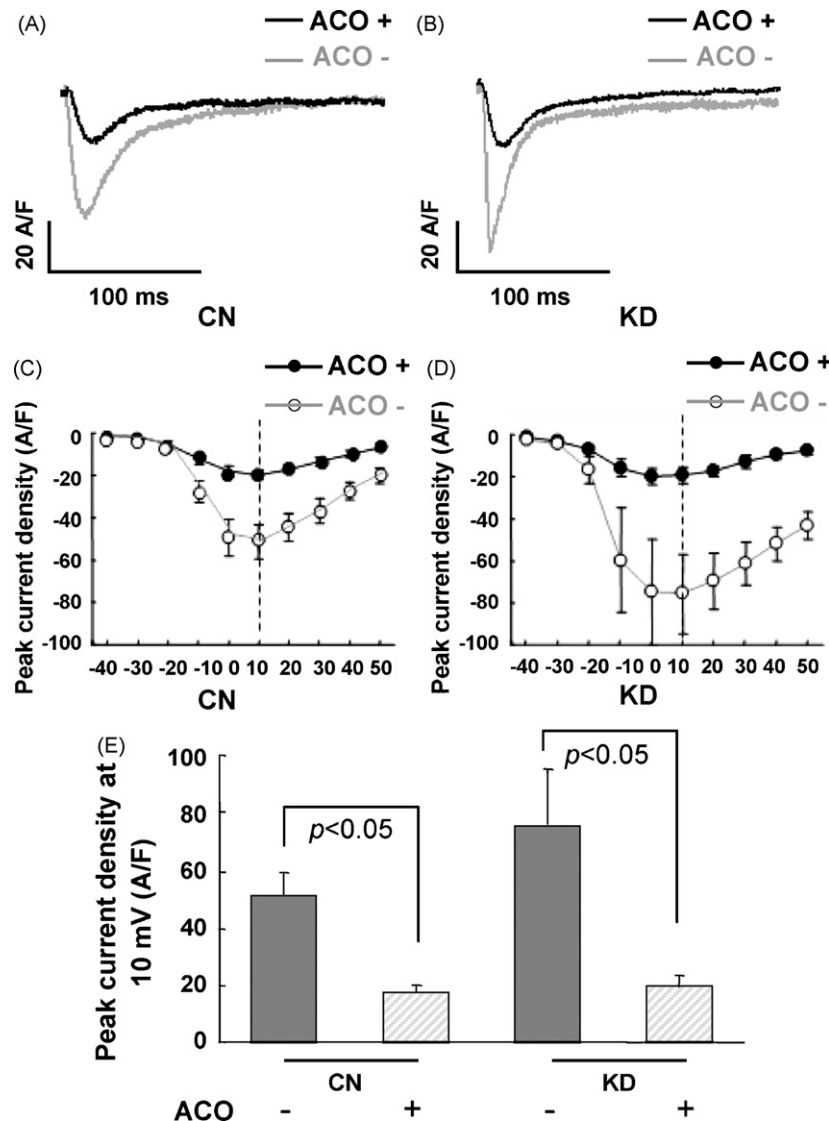 (A)
ACO +
ACO -
20 A/F
100 ms
CN
(B)
ACO +
ACO -
20 A/F
100 ms
KD
(C)
ACO +
ACO -
Peak current density (A/F)
0
-20
-40
-60
-80
-100
-40 -30 -20 -10 0 10 20 30 40 50
CN
(D)
ACO +
ACO -
Peak current density (A/F)
0
-20
-40
-60
-80
-100
-40 -30 -20 -10 0 10 20 30 40 50
KD
(E)
Peak current density at
10 mV (A/F)
100
80
60
40
20
0
p<0.05
p<0.05
CN KD
ACO - + - +